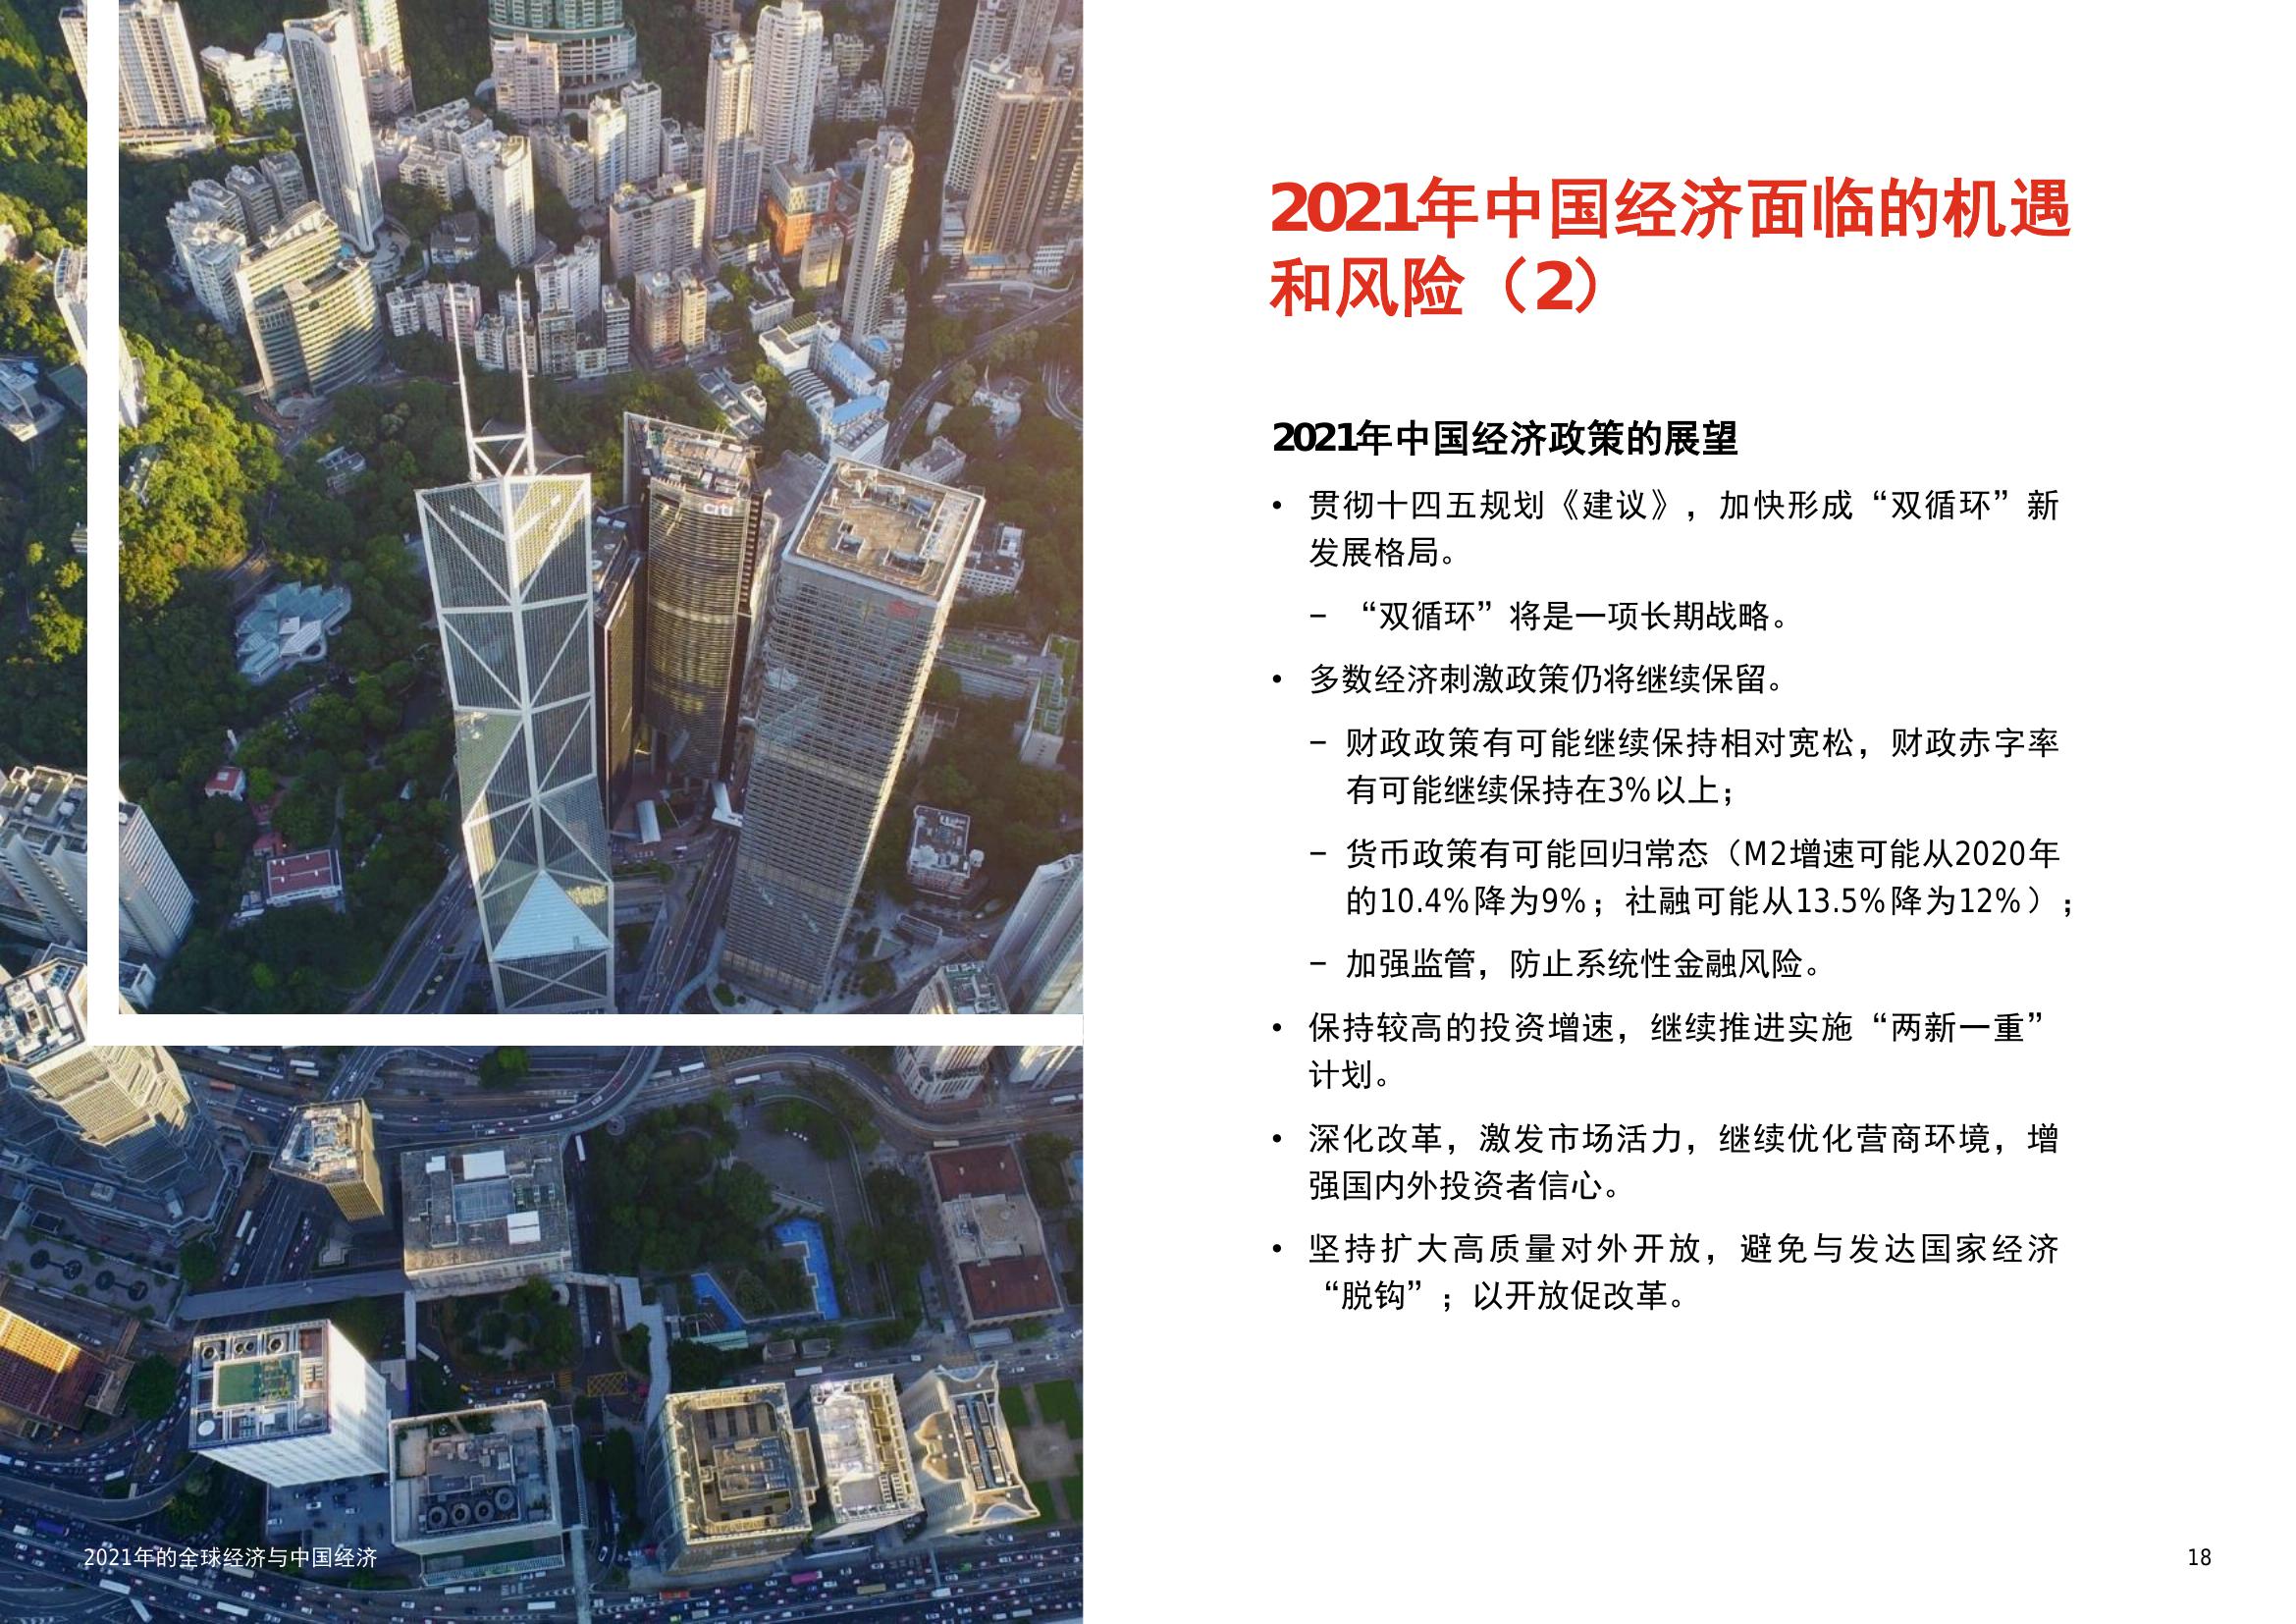 2021年中国经济面临的机遇
和风险（2）
2021年中国经济政策的展望
• 贯彻十四五规划《建议》，加快形成“双循环”新
发展格局。
– “双循环”将是一项长期战略。
• 多数经济刺激政策仍将继续保留。
– 财政政策有可能继续保持相对宽松，财政赤字率
有可能继续保持在3%以上；
– 货币政策有可能回归常态（M2增速可能从2020年
的10.4%降为9%；社融可能从13.5%降为12%）；
– 加强监管，防止系统性金融风险。
• 保持较高的投资增速，继续推进实施“两新一重”
计划。
• 深化改革，激发市场活力，继续优化营商环境，增
强国内外投资者信心。
• 坚持扩大高质量对外开放，避免与发达国家经济
“脱钩”；以开放促改革。
citi
2021年的全球经济与中国经济
18